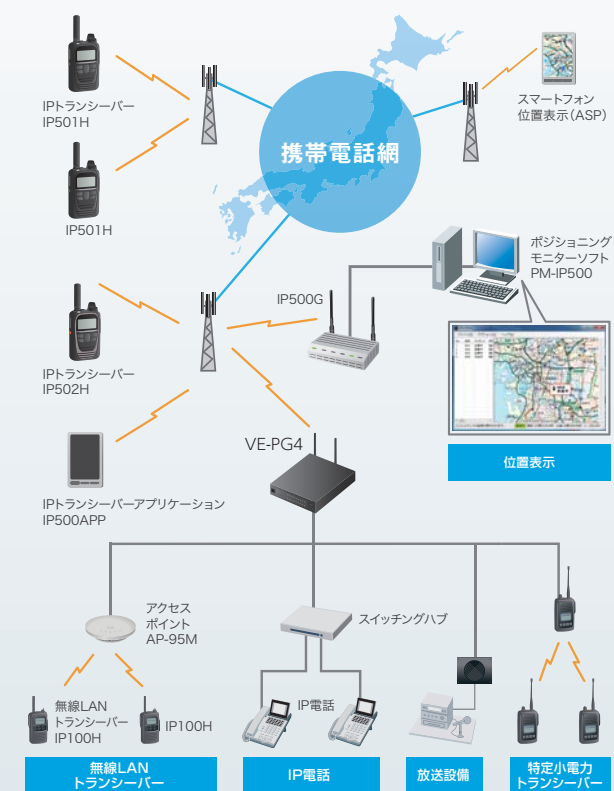 IPトランシーバー
IP501H
スマートフォン
位置表示(ASP)
携帯電話網
IP501H
ポジショニング
モニターソフト
PM-IP500
IP500G
IPトランシーバー
IP502H
VE-PG4
位置表示
IPトランシーバーアプリケーション
IP500APP
アクセス
ポイント
AP-95M
スイッチングハブ
無線LAN
トランシーバー
IP100H
IP100H
IP電話
無線LAN
トランシーバー
IP電話
放送設備
特定小電力
トランシーバー